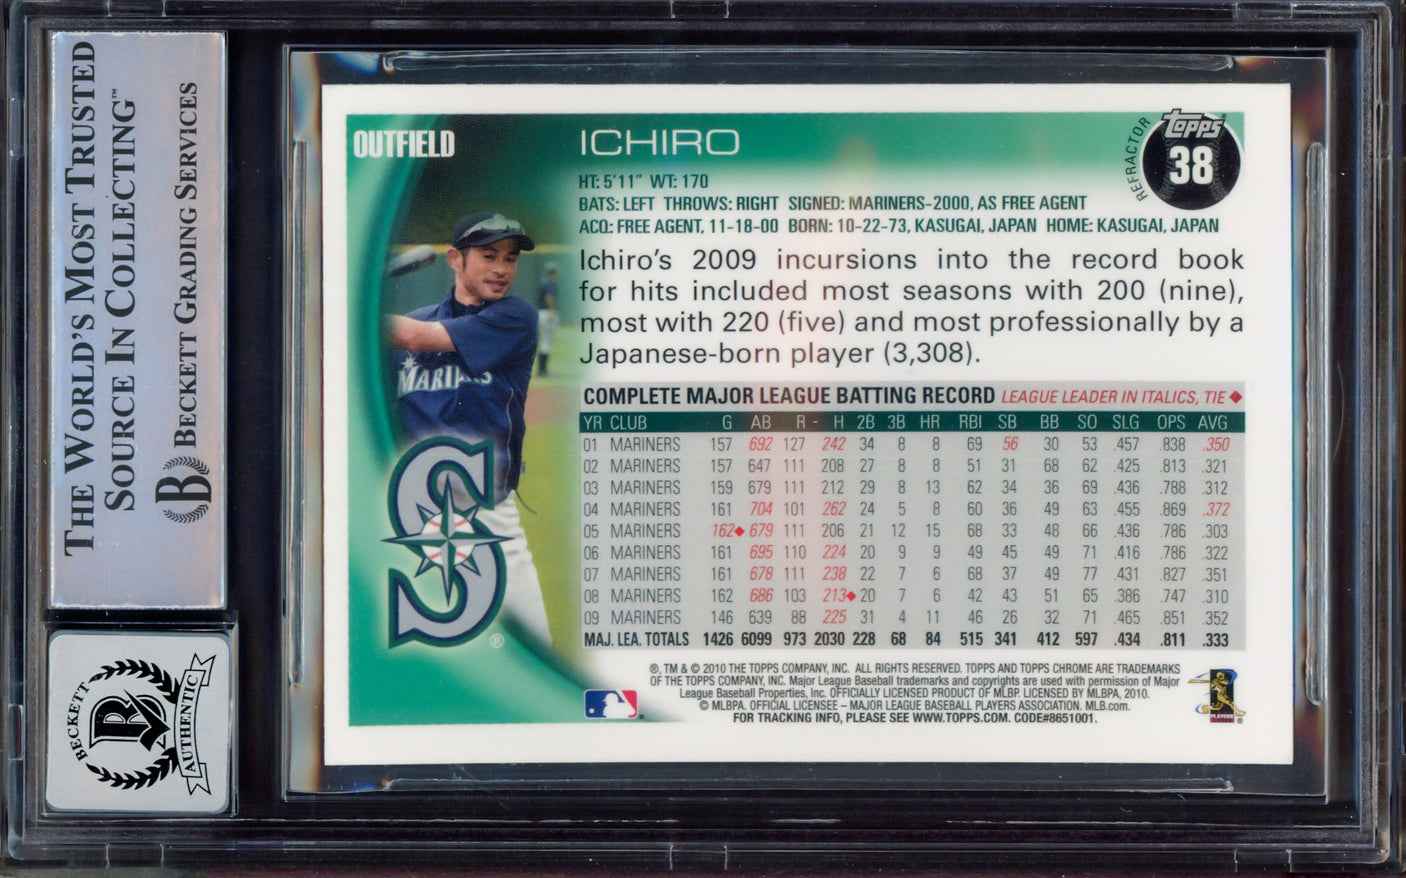 THE WORLD'S MOST TRUSTED
SOURCE IN COLLECTING™
BECKETT GRADING SERVICES
B
BECKETT
AUTHENTIC
OUTFIELD
ICHIRO
REFRACTOR
Topps
38
HT: 5'11" WT: 170
BATS: LEFT THROWS: RIGHT SIGNED: MARINERS-2000, AS FREE AGENT
ACQ: FREE AGENT, 11-18-00 BORN: 10-22-73, KASUGAI, JAPAN HOME: KASUGAI, JAPAN
Ichiro's 2009 incursions into the record book
for hits included most seasons with 200 (nine),
most with 220 (five) and most professionally by a
Japanese-born player (3,308).
MARINERS
S
®
COMPLETE MAJOR LEAGUE BATTING RECORD LEAGUE LEADER IN ITALICS, TIE ◆
YR CLUB G AB R - H 2B 3B HR RBI SB BB SO SLG OPS AVG
01 MARINERS 157 692 127 242 34 8 8 69 56 30 53 .457 .838 .350
02 MARINERS 157 647 111 208 27 8 8 51 31 68 62 .425 .813 .321
03 MARINERS 159 679 111 212 29 8 13 62 34 36 69 .436 .788 .312
04 MARINERS 161 704 101 262 24 5 8 60 36 49 63 .455 .869 .372
05 MARINERS 162◆ 679 111 206 21 12 15 68 33 48 66 .436 .786 .303
06 MARINERS 161 695 110 224 20 9 9 49 45 49 71 .416 .786 .322
07 MARINERS 161 678 111 238 22 7 6 68 37 49 77 .431 .827 .351
08 MARINERS 162 686 103 213◆ 20 7 6 42 43 51 65 .386 .747 .310
09 MARINERS 146 639 88 225 31 4 11 46 26 32 71 .465 .851 .352
MAJ. LEA. TOTALS 1426 6099 973 2030 228 68 84 515 341 412 597 .434 .811 .333
®, TM & © 2010 THE TOPPS COMPANY, INC. ALL RIGHTS RESERVED. TOPPS AND TOPPS CHROME ARE TRADEMARKS
OF THE TOPPS COMPANY, INC. Major League Baseball trademarks and copyrights are used with permission of Major
League Baseball Properties, Inc. OFFICIALLY LICENSED PRODUCT OF MLBP. LICENSED BY MLBPA, 2010.
© MLBPA. OFFICIAL LICENSEE – MAJOR LEAGUE BASEBALL PLAYERS ASSOCIATION. MLB.com.
FOR TRACKING INFO, PLEASE SEE WWW.TOPPS.COM. CODE#8651001.